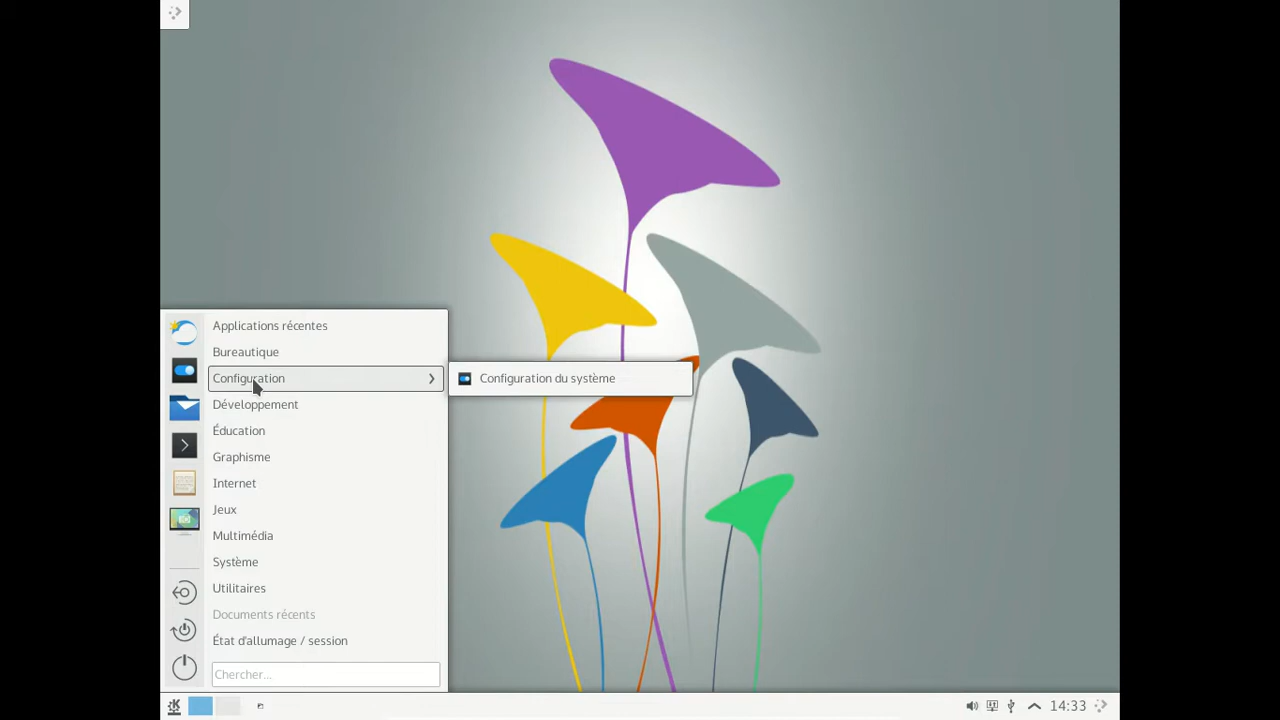 Applications récentes
Bureautique
Configuration
Configuration du système
Développement
Éducation
Graphisme
Internet
Jeux
Multimédia
Système
Utilitaires
Documents récents
État d'allumage / session
Chercher...
14:33